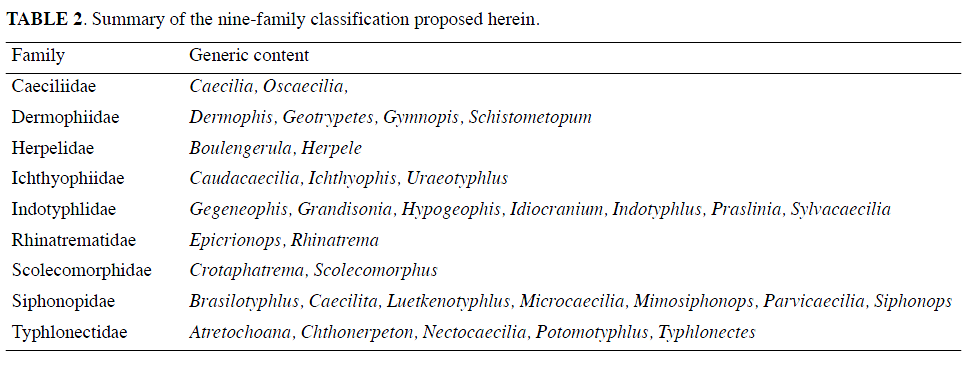 TABLE 2. Summary of the nine-family classification proposed herein.
Family Generic content
Caeciliidae Caecilia, Oscaecilia,
Dermophiidae Dermophis, Geotrypetes, Gymnopis, Schistometopum
Herpelidae Boulengerula, Herpele
Ichthyophiidae Caudacaecilia, Ichthyophis, Uraeotyphlus
Indotyphlidae Gegeneophis, Grandisonia, Hypogeophis, Idiocranium, Indotyphlus, Praslinia, Sylvacaecilia
Rhinatrematidae Epicrionops, Rhinatrema
Scolecomorphidae Crotaphatrema, Scolecomorphus
Siphonopidae Brasilotyphlus, Caecilita, Luetkenotyphlus, Microcaecilia, Mimosiphonops, Parvicaecilia, Siphonops
Typhlonectidae Atretochoana, Chthonerpeton, Nectocaecilia, Potomotyphlus, Typhlonectes